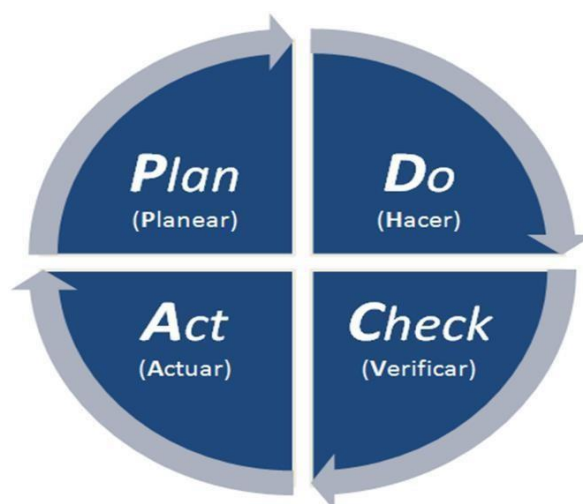 Plan
(Planear)
Do
(Hacer)
Act
(Actuar)
Check
(Verificar)